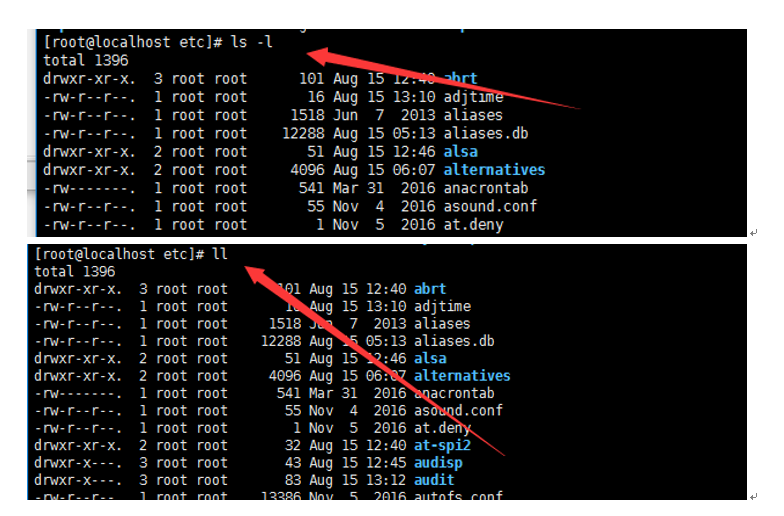 [root@localhost etc]# ls -l
total 1396
drwxr-xr-x. 3 root root 101 Aug 15 12:40 abrt
-rw-r--r--. 1 root root 16 Aug 15 13:10 adjtime
-rw-r--r--. 1 root root 1518 Jun 7 2013 aliases
-rw-r--r--. 1 root root 12288 Aug 15 05:13 aliases.db
drwxr-xr-x. 2 root root 51 Aug 15 12:46 alsa
drwxr-xr-x. 2 root root 4096 Aug 15 06:07 alternatives
-rw-------. 1 root root 541 Mar 31 2016 anacrontab
-rw-r--r--. 1 root root 55 Nov 4 2016 asound.conf
-rw-r--r--. 1 root root 1 Nov 5 2016 at.deny
[root@localhost etc]# ll
total 1396
drwxr-xr-x. 3 root root 101 Aug 15 12:40 abrt
-rw-r--r--. 1 root root 16 Aug 15 13:10 adjtime
-rw-r--r--. 1 root root 1518 Jun 7 2013 aliases
-rw-r--r--. 1 root root 12288 Aug 15 05:13 aliases.db
drwxr-xr-x. 2 root root 51 Aug 15 12:46 alsa
drwxr-xr-x. 2 root root 4096 Aug 15 06:07 alternatives
-rw-------. 1 root root 541 Mar 31 2016 anacrontab
-rw-r--r--. 1 root root 55 Nov 4 2016 asound.conf
-rw-r--r--. 1 root root 1 Nov 5 2016 at.deny
drwxr-xr-x. 2 root root 32 Aug 15 12:40 at-spi2
drwxr-x---. 3 root root 43 Aug 15 12:45 audisp
drwxr-x---. 3 root root 83 Aug 15 13:12 audit
-rw-r--r--. 1 root root 13386 Nov 5 2016 autofs.conf